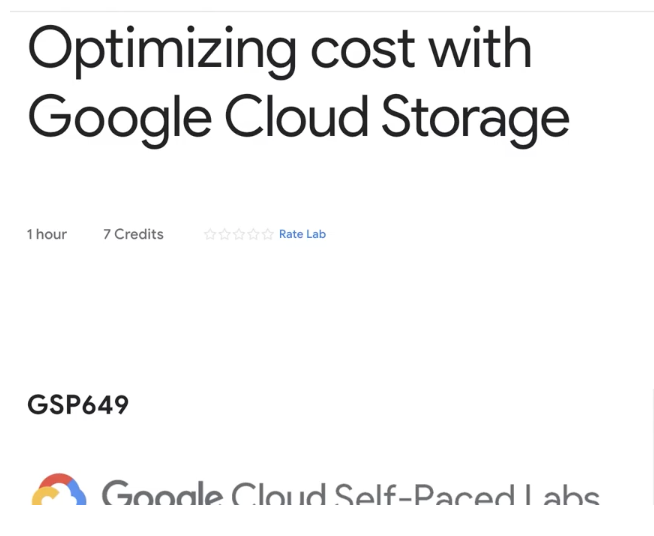 Optimizing cost with
Google Cloud Storage
1 hour 7 Credits Rate Lab
GSP649
Google Cloud Self-Paced Labs